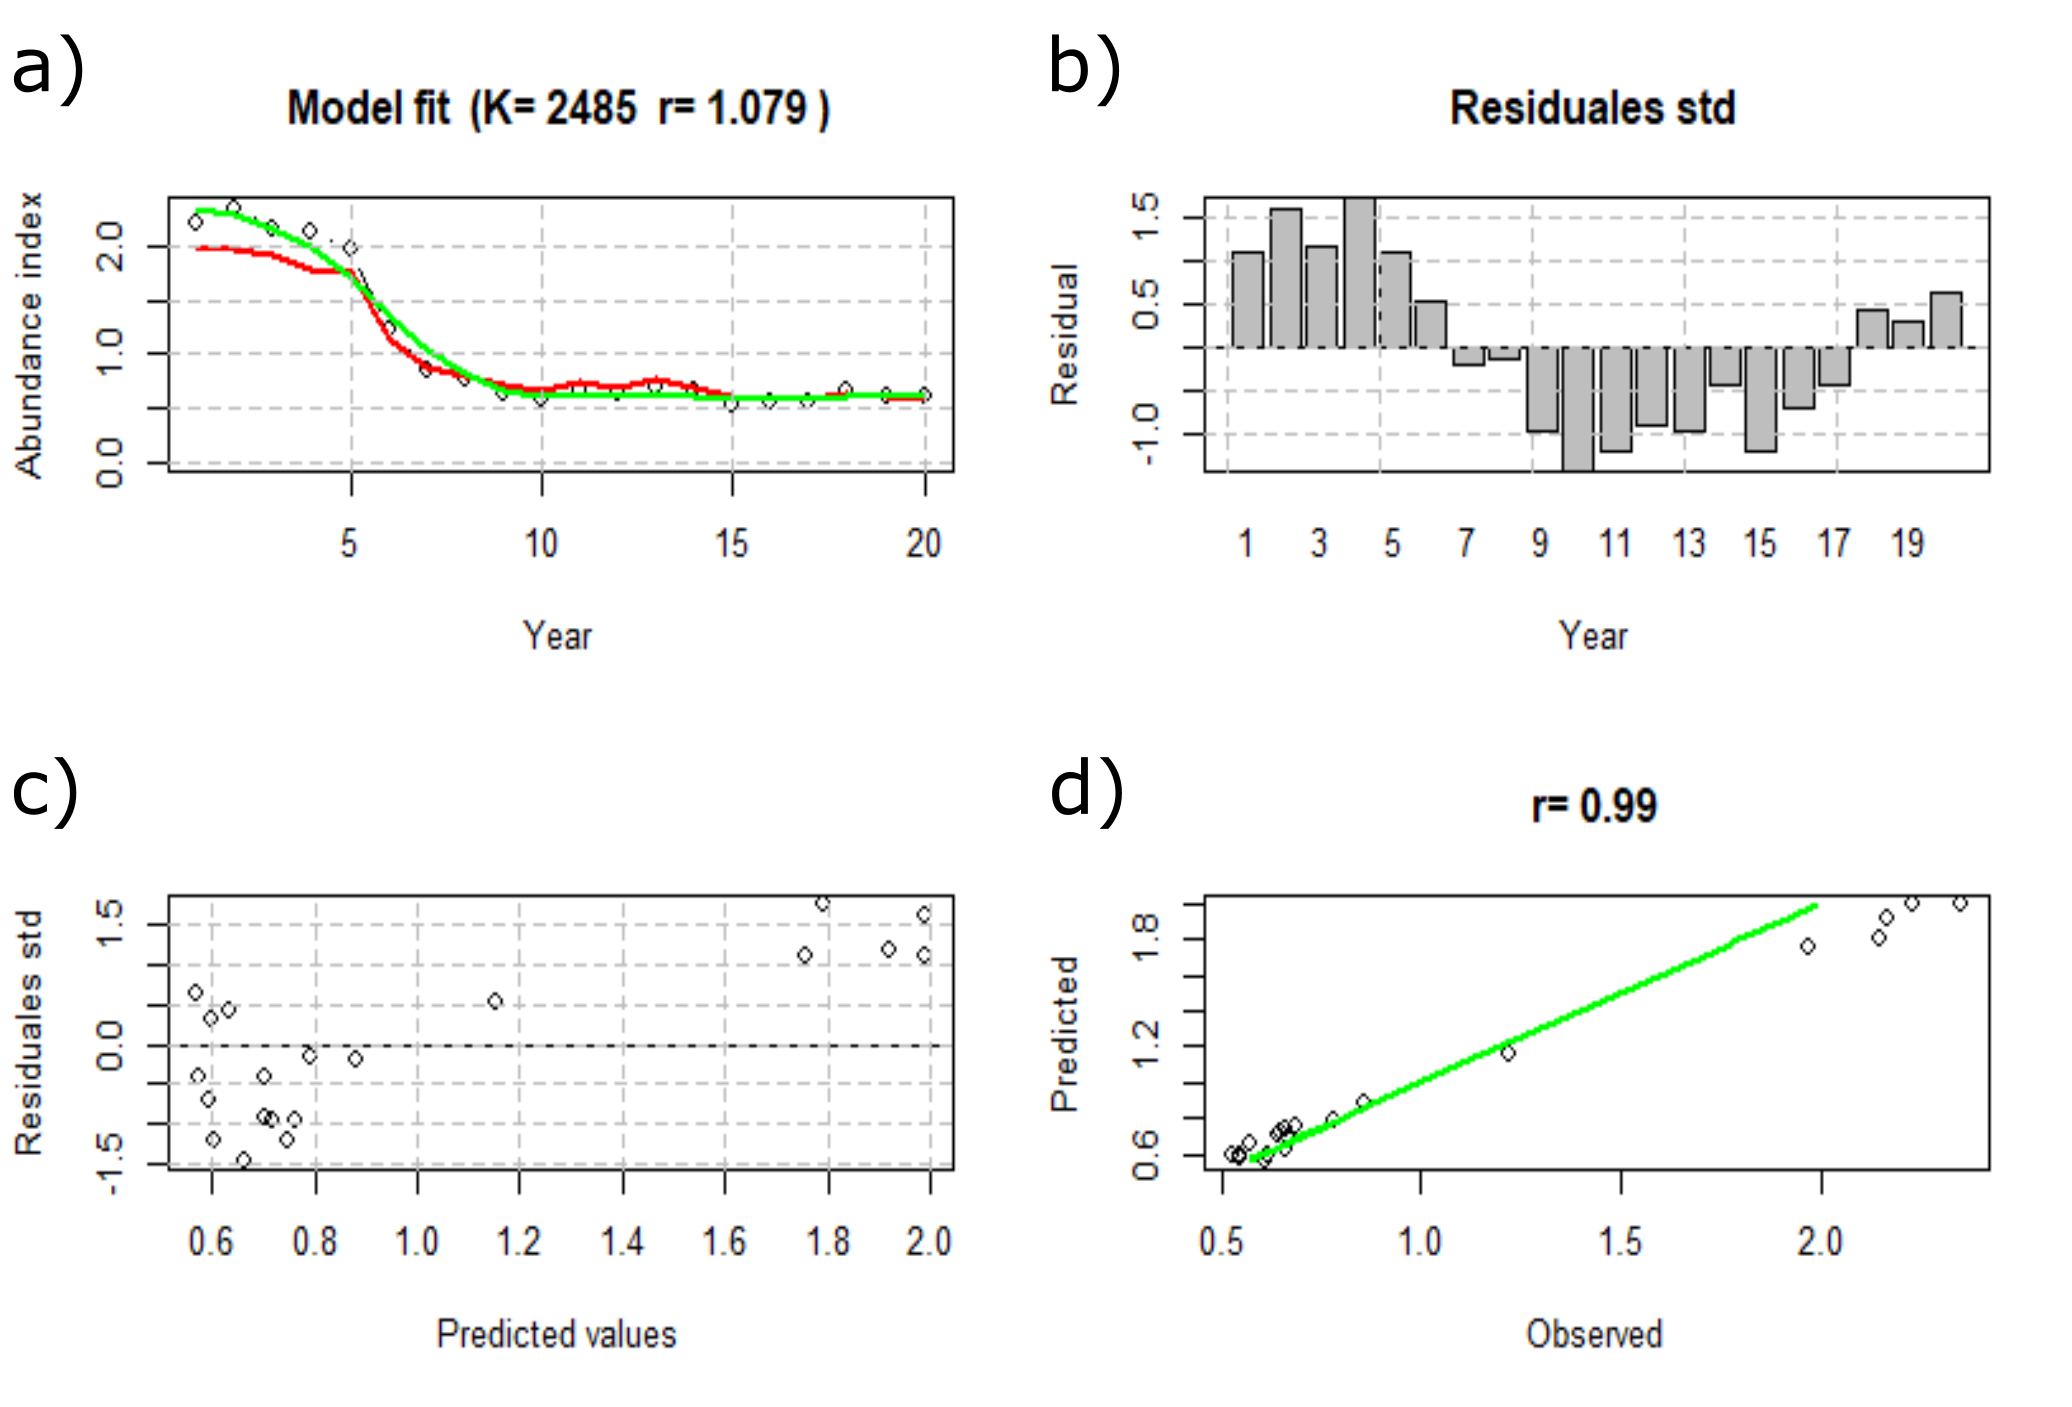 a)
Model fit (K= 2485 r= 1.079 )
Abundance index
2.0
1.0
0.0
5 10 15 20
Year
b)
Residuales std
Residual
1.5
0.5
-1.0
1 3 5 7 9 11 13 15 17 19
Year
c)
Residuales std
1.5
0.0
-1.5
0.6 0.8 1.0 1.2 1.4 1.6 1.8 2.0
Predicted values
d)
r= 0.99
Predicted
1.8
1.2
0.6
0.5 1.0 1.5 2.0
Observed